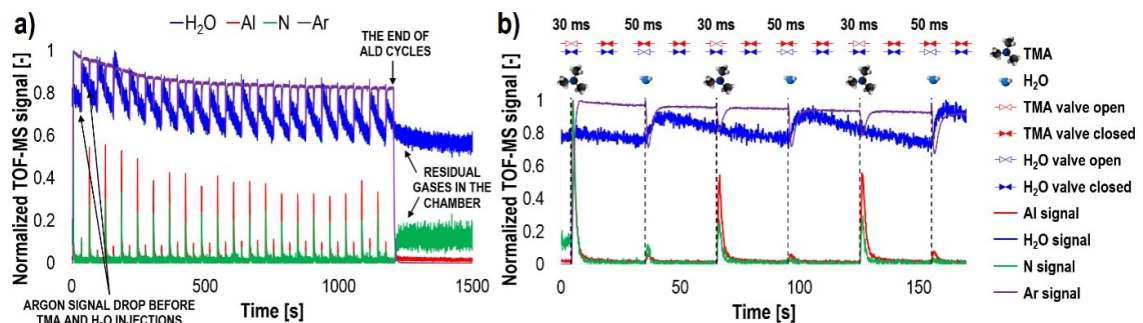 a)
H₂O Al N Ar
THE END OF
ALD CYCLES
Normalized TOF-MS signal [-]
1
0.8
0.6
0.4
0.2
0
RESIDUAL
GASES IN THE
CHAMBER
0 500 1000 1500
Time [s]
ARGON SIGNAL DROP BEFORE
TMA AND H₂O INJECTIONS
b)
30 ms 50 ms 30 ms 50 ms 30 ms 50 ms
Normalized TOF-MS signal [-]
1
0.8
0.6
0.4
0.2
0
0 50 100 150
Time [s]
TMA
H₂O
TMA valve open
TMA valve closed
H₂O valve open
H₂O valve closed
Al signal
H₂O signal
N signal
Ar signal